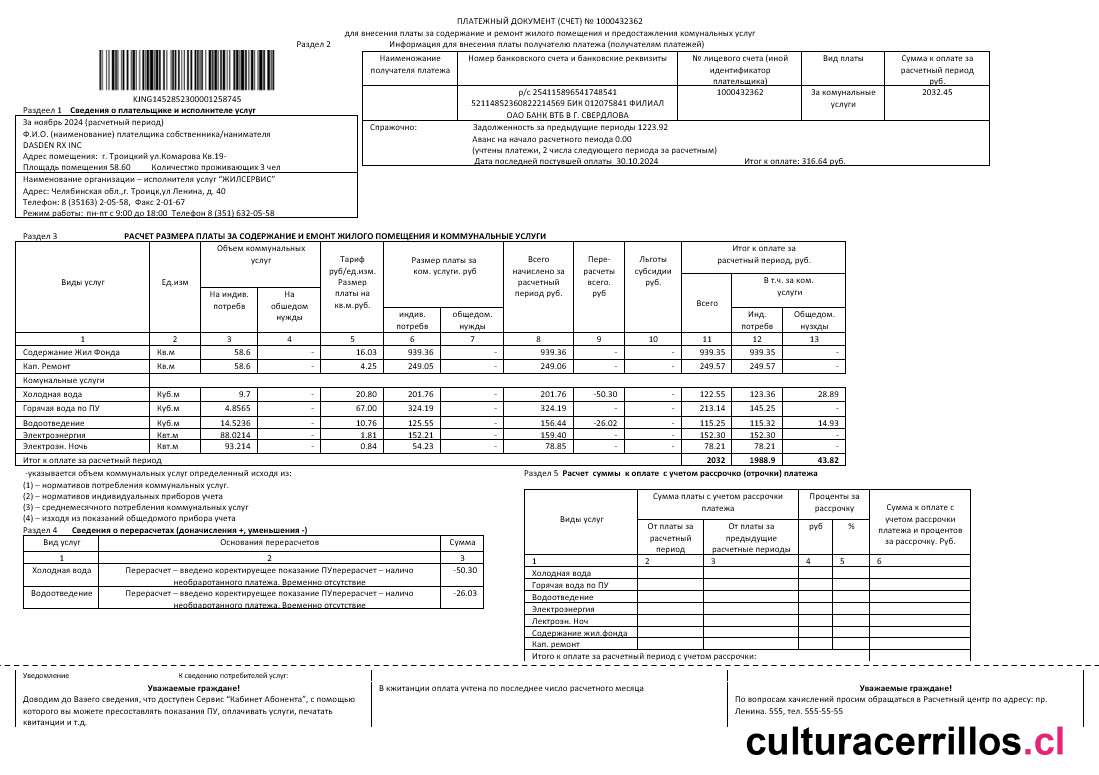 ПЛАТЕЖНЫЙ ДОКУМЕНТ (СЧЕТ) № 1000432362
для внесения платы за содержание и ремонт жилого помещения и предостажления комунальных услуг
Раздел 2 Информация для внесения платы получателю платежа (получателям платежей)
Наименожание получателя платежа
Номер банковского счета и банковские реквизиты
№ лицевого счета (иной идентификатор плательщика)
Вид платы
Сумма к оплате за расчетный период руб.
р/с 254115896541748541
52114852360822214569 БИК 012075841 ФИЛИАЛ
ОАО БАНК ВТБ В Г. СВЕРДЛОВА
1000432362
За комунальные услуги
2032.45
Спражочно:
Задолженность за предыдущие периоды 1223.92
Аванс на начало расчетного пеиода 0.00
(учтены платежи, 2 числа следующего периода за расчетным)
Дата последней постувшей оплаты 30.10.2024 Итог к оплате: 316.64 руб.
KJNG1452852300001258745
Раздеел 1 Сведения о плательщике и исполнителе услуг
За ноябрь 2024 (расчетный период)
Ф.И.О. (наименование) плателщика собственника/нанимателя
DASDEN RX INC
Адрес помещения: г. Троицкий ул.Комарова Кв.19-
Площадь помещения 58.60 Количестжо проживающих 3 чел
Наименование организации – исполителя услуг “ЖИЛСЕРВИС”
Адрес: Челябинская обл.,г. Троицк,ул Ленина, д. 40
Телефон: 8 (35163) 2-05-58, Факс 2-01-67
Режим работы: пн-пт с 9:00 до 18:00 Телефон 8 (351) 632-05-58
Раздел 3 РАСЧЕТ РАЗМЕРА ПЛАТЫ ЗА СОДЕРЖАНИЕ И ЕМОНТ ЖИЛОГО ПОМЕЩЕНИЯ И КОММУНАЛЬНЫЕ УСЛУГИ
Виды услуг
Ед.изм
Объем коммунальных услуг
На индив. потребв
На обшедом нужды
Тариф руб/ед.изм. Размер платы на кв.м.руб.
Размер платы за ком. услуги. руб
индив. потребв
общедом. нужды
Всего начислено за расчетный период руб.
Пере- расчеты всего. руб
Льготы субсидии руб.
Итог к оплате за расчетный период, руб.
Всего
В т.ч. за ком. услуги
Инд. потребв
Общедом. нузхды
1 2 3 4 5 6 7 8 9 10 11 12 13
Содержание Жил Фонда Кв.м 58.6 - 16.03 939.36 - 939.36 - - 939.35 939.35 -
Кап. Ремонт Кв.м 58.6 - 4.25 249.05 - 249.06 - - 249.57 249.57 -
Комунальные услуги
Холодная вода Куб.м 9.7 - 20.80 201.76 - 201.76 -50.30 - 122.55 123.36 28.89
Горячая вода по ПУ Куб.м 4.8565 - 67.00 324.19 - 324.19 - - 213.14 145.25 -
Водоотведение Куб.м 14.5236 - 10.76 125.55 - 156.44 -26.02 - 115.25 115.32 14.93
Электроэнергия Квт.м 88.0214 - 1.81 152.21 - 159.40 - - 152.30 152.30 -
Электроэн. Ночь Квт.м 93.214 - 0.84 54.23 - 78.85 - - 78.21 78.21 -
Итог к оплате за расчетный период 2032 1988.9 43.82
-указывается объем коммунальных услуг определенный исходя из:
(1) – нормативов потребления коммунальных услуг.
(2) – нормативов индивидуальных приборов учета
(3) – среднемесячного потребления коммунальных услуг
(4) – изходя из показаний общедомого прибора учета
Раздел 4 Сведения о перерасчетах (доначисления +, уменьшения -)
Вид услуг Основания перерасчетов Сумма
1 2 3
Холодная вода Перерасчет – введено коректирующее показание ПУперерасчет – наличо -50.30
необраротанного платежа. Временно отсутствие
Водоотведение Перерасчет – введено коректирующее показание ПУперерасчет – наличо -26.03
необраротанного платежа. Временно отсутствие
Раздел 5 Расчет суммы к оплате с учетом рассрочко (отрочки) платежа
Виды услуг
Сумма платы с учетом рассрочки платежа
От платы за расчетный период
От платы за предыдущие расчетные периоды
Проценты за рассрочку
руб %
Сумма к оплате с учетом рассрочки платежа и процентов за рассрочку. Руб.
1 2 3 4 5 6
Холодная вода
Горячая вода по ПУ
Водоотведение
Электроэнергия
Лектроэн. Ноч
Содержание жил.фонда
Кап. ремонт
Итого к оплате за расчетный период с учетом рассрочки:
Уведомление К сведению потребителей услуг:
Уважаемые граждане!
Доводим до Вазего сведения, что доступен Сервис “Кабинет Абонента”, с помощью
которого вы можете пресоставлять показания ПУ, оплачивать услуги, печатать
квитанции и т.д.
В кжитанции оплата учтена по последнее число расчетного месяца
Уважаемые граждане!
По вопросам хачислений просим обращаться в Расчетный центр по адресу: пр.
Ленина. 555, тел. 555-55-55
culturacerrillos.cl